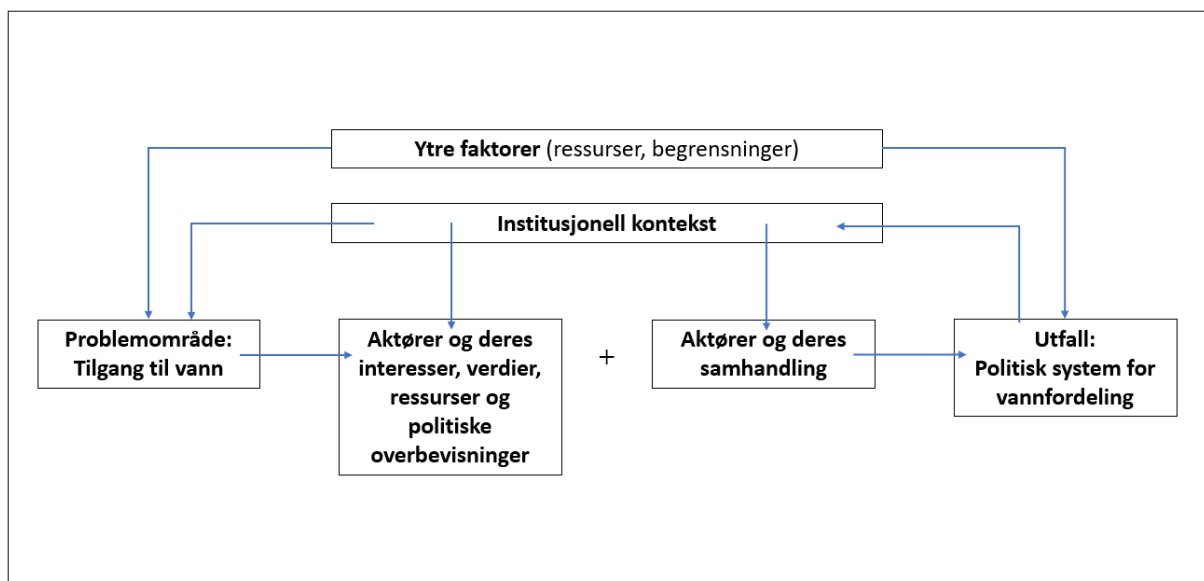 Ytre faktorer (ressurser, begrensninger)
Institusjonell kontekst
Problemområde:
Tilgang til vann
Aktører og deres
interesser, verdier,
ressurser og
politiske
overbevisninger
+
Aktører og deres
samhandling
Utfall:
Politisk system for
vannfordeling